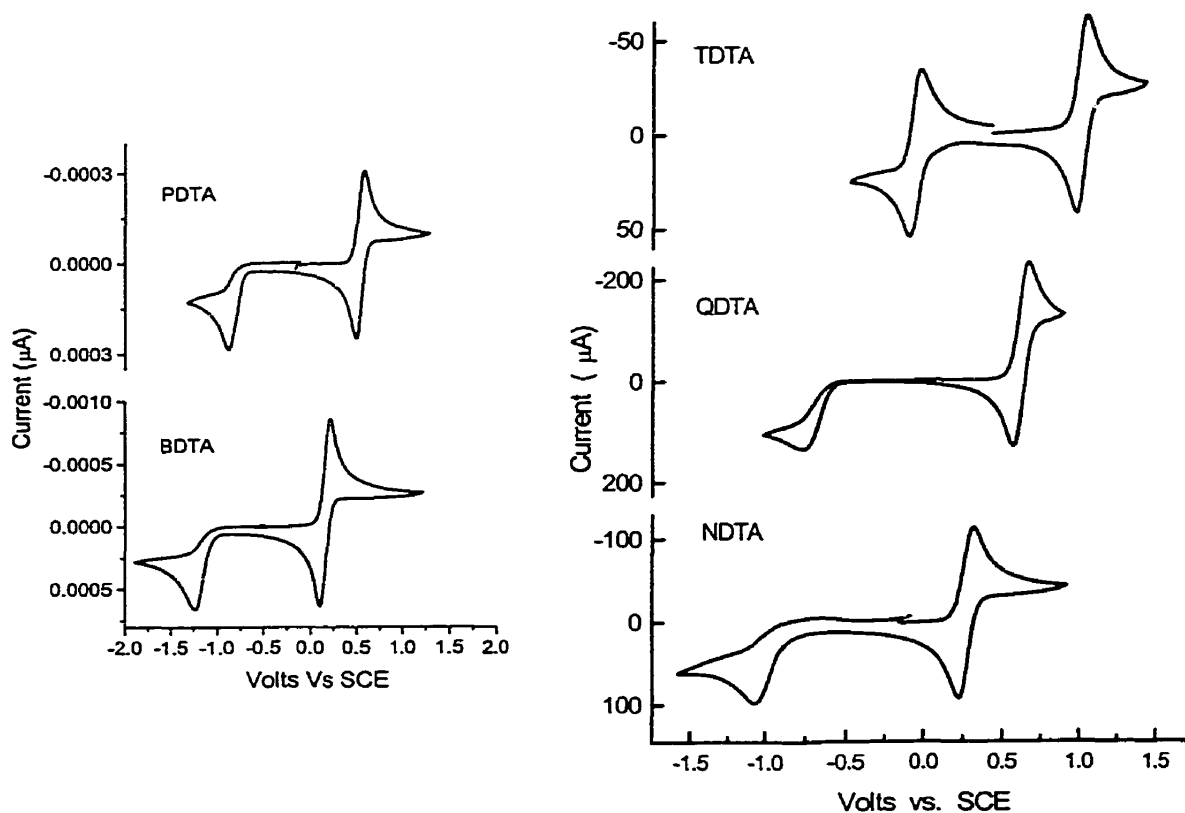 PDTA
-0.0003
0.0000
0.0003
Current (µA)
-0.0010
BDTA
-0.0005
0.0000
0.0005
-2.0 -1.5 -1.0 -0.5 0.0 0.5 1.0 1.5 2.0
Volts Vs SCE
TDTA
-50
0
50
-200
QDTA
0
200
Current ( µA)
-100
NDTA
0
100
-1.5 -1.0 -0.5 0.0 0.5 1.0 1.5
Volts vs. SCE